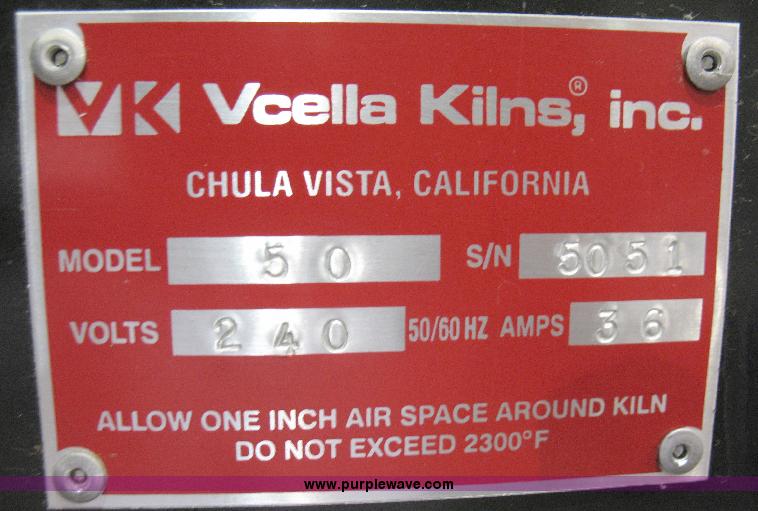 VK Vcella Kilns,® inc.
CHULA VISTA, CALIFORNIA
MODEL 50 S/N 5051
VOLTS 240 50/60 HZ AMPS 36
ALLOW ONE INCH AIR SPACE AROUND KILN
DO NOT EXCEED 2300°F
www.purplewave.com